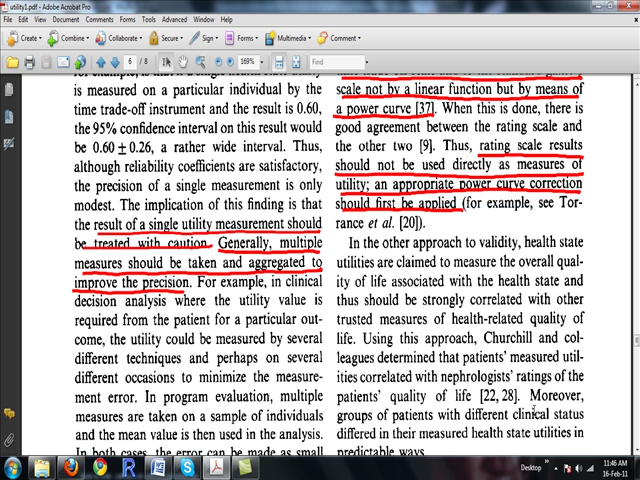 utility1.pdf - Adobe Acrobat Pro
File Edit View Document Comments Forms Tools Advanced Window Help
Create Combine Collaborate Secure Sign Forms Multimedia Comment
6 / 8 169% Find
is measured on a particular individual by the
time trade-off instrument and the result is 0.60,
the 95% confidence interval on this result would
be 0.60 ± 0.26, a rather wide interval. Thus,
although reliability coefficients are satisfactory,
the precision of a single measurement is only
modest. The implication of this finding is that
the result of a single utility measurement should
be treated with caution. Generally, multiple
measures should be taken and aggregated to
improve the precision. For example, in clinical
decision analysis where the utility value is
required from the patient for a particular out-
come, the utility could be measured by several
different techniques and perhaps on several
different occasions to minimize the measure-
ment error. In program evaluation, multiple
measures are taken on a sample of individuals
and the mean value is then used in the analysis.
In both cases, the error can be made as small
scale not by a linear function but by means of
a power curve [37]. When this is done, there is
good agreement between the rating scale and
the other two [9]. Thus, rating scale results
should not be used directly as measures of
utility; an appropriate power curve correction
should first be applied (for example, see Tor-
rance et al. [20]).
In the other approach to validity, health state
utilities are claimed to measure the overall qual-
ity of life associated with the health state and
thus should be strongly correlated with other
trusted measures of health-related quality of
life. Using this approach, Churchill and col-
leagues determined that patients' measured util-
ities correlated with nephrologists' ratings of the
patients' quality of life [22, 28]. Moreover,
groups of patients with different clinical status
differed in their measured health state utilities in
predictable ways.
Desktop
11:46 AM
16-Feb-11